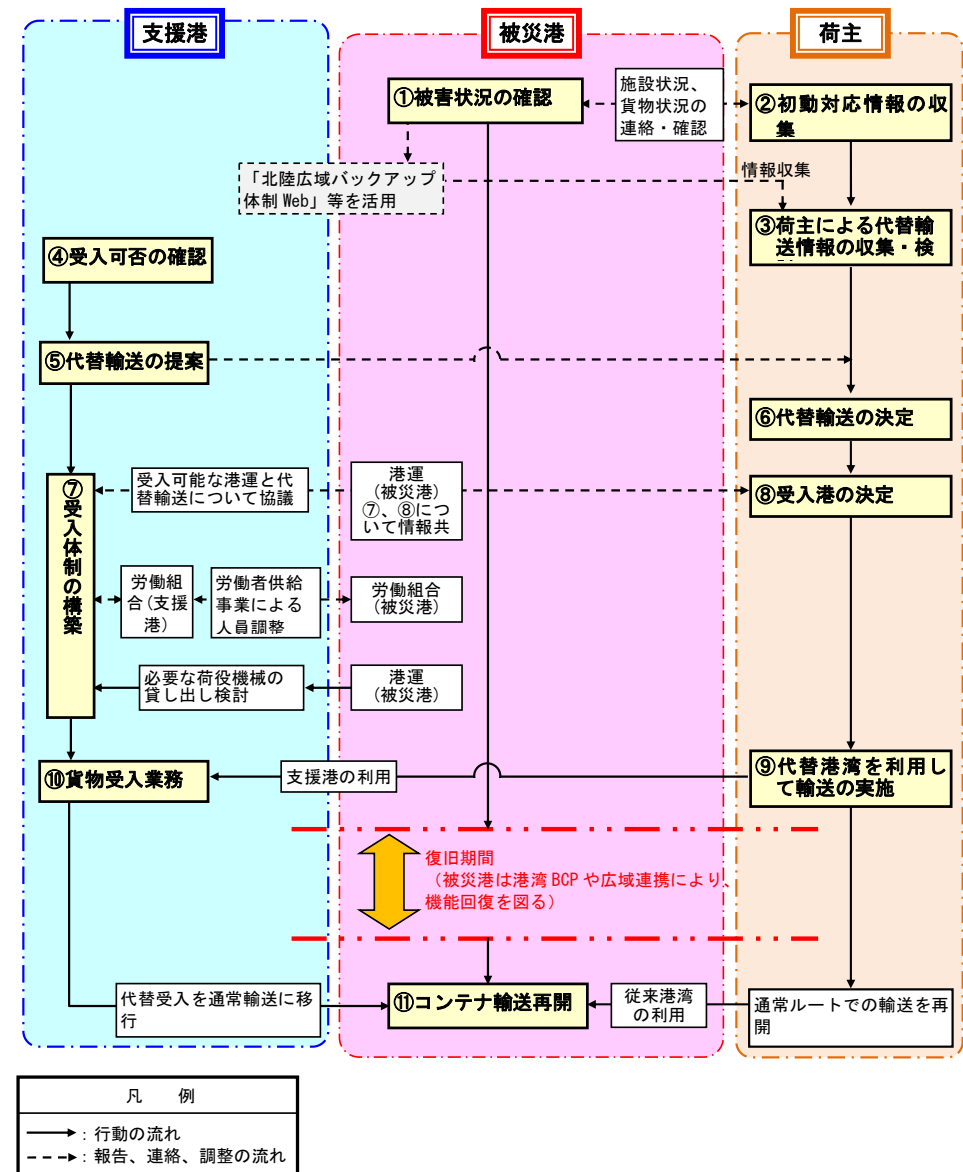 支援港
被災港
荷主
①被害状況の確認
施設状況、
貨物状況の
連絡・確認
②初動対応情報の収
集
「北陸広域バックアップ
体制 Web」等を活用
情報収集
③荷主による代替輸
送情報の収集・検
④受入可否の確認
⑤代替輸送の提案
⑥代替輸送の決定
⑦受入体制の構築
受入可能な港運と代
替輸送について協議
港運
(被災港)
⑦、⑧につ
いて情報共
⑧受入港の決定
労働組
合(支援
港)
労働者供給
事業による
人員調整
労働組合
(被災港)
必要な荷役機械の
貸し出し検討
港運
(被災港)
⑩貨物受入業務
支援港の利用
⑨代替港湾を利用し
て輸送の実施
復旧期間
（被災港は港湾 BCP や広域連携により、
機能回復を図る）
代替受入を通常輸送に移
行
⑪コンテナ輸送再開
従来港湾
の利用
通常ルートでの輸送を再
開
凡　例
：行動の流れ
：報告、連絡、調整の流れ